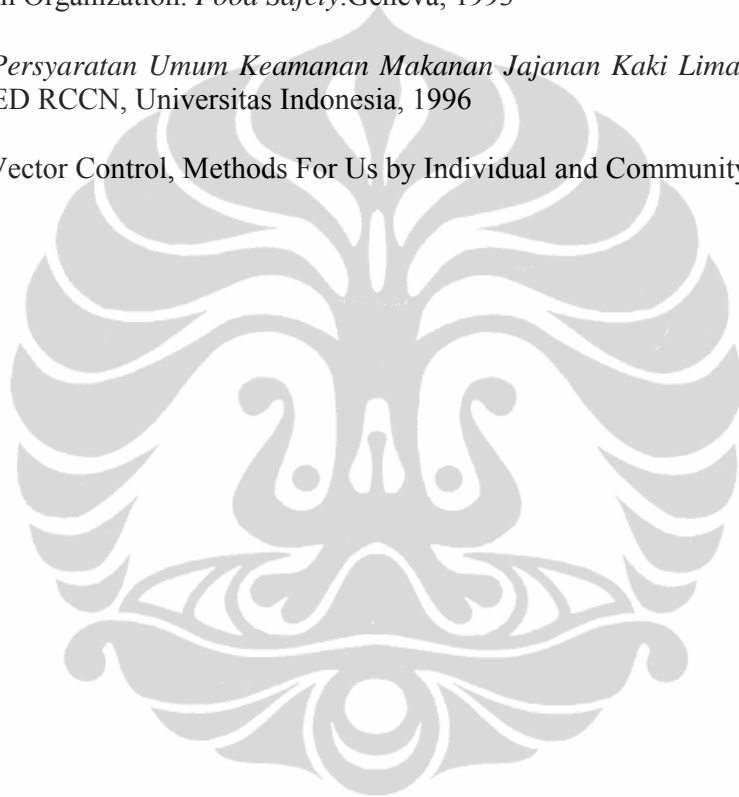 Organization. Food Safety.Geneva,
Persyaratan Umum Keamanan Makanan Jajanan Kaki Lima
ED RCCN, Universitas Indonesia, 1996
Vector Control, Methods For Us by Individual and Community